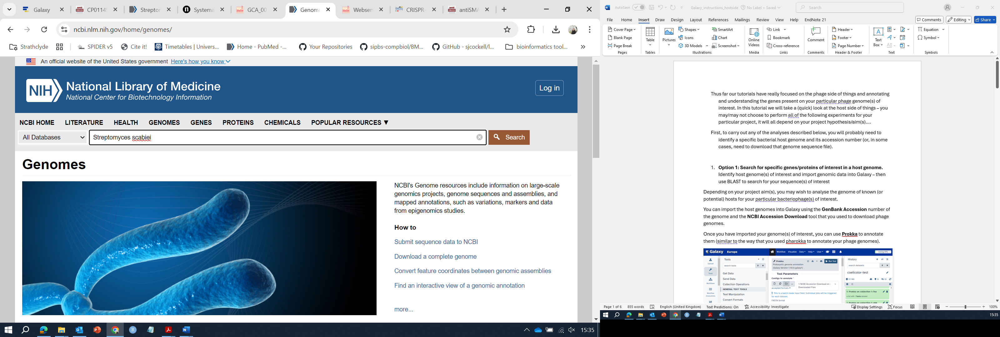 Galaxy
CP0114
Strepto
Systema
GCA_00
Genome
Webser
CRISPR-
antiSMA
ncbi.nlm.nih.gov/home/genomes/
Strathclyde
SPIDER v5
Cite it!
Timetables | Univers...
Home - PubMed -...
Your Repositories
sipbs-compbiol/BM...
GitHub - sjcockell/I...
bioinformatics tool...
»
An official website of the United States government Here's how you know
NIH National Library of Medicine
National Center for Biotechnology Information
Log in
NCBI HOME LITERATURE HEALTH GENOMES GENES PROTEINS CHEMICALS POPULAR RESOURCES ▼
All Databases
Streptomyces scabiei
Search
Genomes
NCBI's Genome resources include information on large-scale
genomics projects, genome sequences and assemblies, and
mapped annotations, such as variations, markers and data
from epigenomics studies.
How to
Submit sequence data to NCBI
Download a complete genome
Convert feature coordinates between genomic assemblies
Find an interactive view of a genomic annotation
more...
15:35
AutoSave
Galaxy_instructions_hostside
No Label • Saved
Search
File Home Insert Draw Design Layout References Mailings Review View Help EndNote 21
Comments
Editing
Share
Cover Page
Blank Page
Page Break
Pages
Table
Tables
Pictures
Shapes
Icons
3D Models
SmartArt
Chart
Screenshot
Illustrations
Online
Videos
Media
Link
Bookmark
Cross-reference
Links
Comment
Comments
Header
Footer
Page Number
Header & Footer
Text
Box
Text
Equation
Symbol
Symbols
Thus far our tutorials have really focused on the phage side of things and annotating
and understanding the genes present on your particular phage genome(s) of
interest. In this tutorial we will take a (quick) look at the host side of things – you
may/may not choose to perform all of the following experiments for your
particular project, it will all depend on your project hypothesis/aim(s)....
First, to carry out any of the analyses described below, you will probably need to
identify a specific bacterial host genome and its accession number (or, in some
cases, need to download that genome sequence file).
1. Option 1: Search for specific genes/proteins of interest in a host genome.
Identify host genome(s) of interest and import genomic data into Galaxy – then
use BLAST to search for your sequence(s) of interest
Depending on your project aim(s), you may wish to analyse the genome of known (or
potential) hosts for your particular bacteriophage(s) of interest.
You can import the host genomes into Galaxy using the GenBank Accession number of
the genome and the NCBI Accession Download tool that you used to download phage
genomes.
Once you have imported your genome(s) of interest, you can use Prokka to annotate
them (similar to the way that you used pharokka to annotate your phage genomes).
Galaxy Europe
Workflow Visualize Data Help User
Using 6%
Upload
Tools
Workflows
Workflow
Invocations
Tools
search tools
Get Data
Send Data
Collection Operations
GENERAL TEXT TOOLS
Text Manipulation
Convert Formats
Prokka
Prokaryotic genome annotation
(Galaxy Version 1.14.6+galaxy1)
Run Tool
Tool Parameters
Contigs to annotate
1: NCBI Accession Download on
Downloaded Files
accepted formats
This is a batch mode input field. Individual jobs will be triggered
for each dataset.
FASTA format
History
search datasets
coelicolor-test
151 MB
6: Prokka on collection 1: fna
a list with 1 fasta dataset
5: Prokka on collection 1: gbk
Page 1 of 6
855 words
English (United Kingdom)
Text Predictions: On
Accessibility: Investigate
Display Settings
Focus
100%
15:35